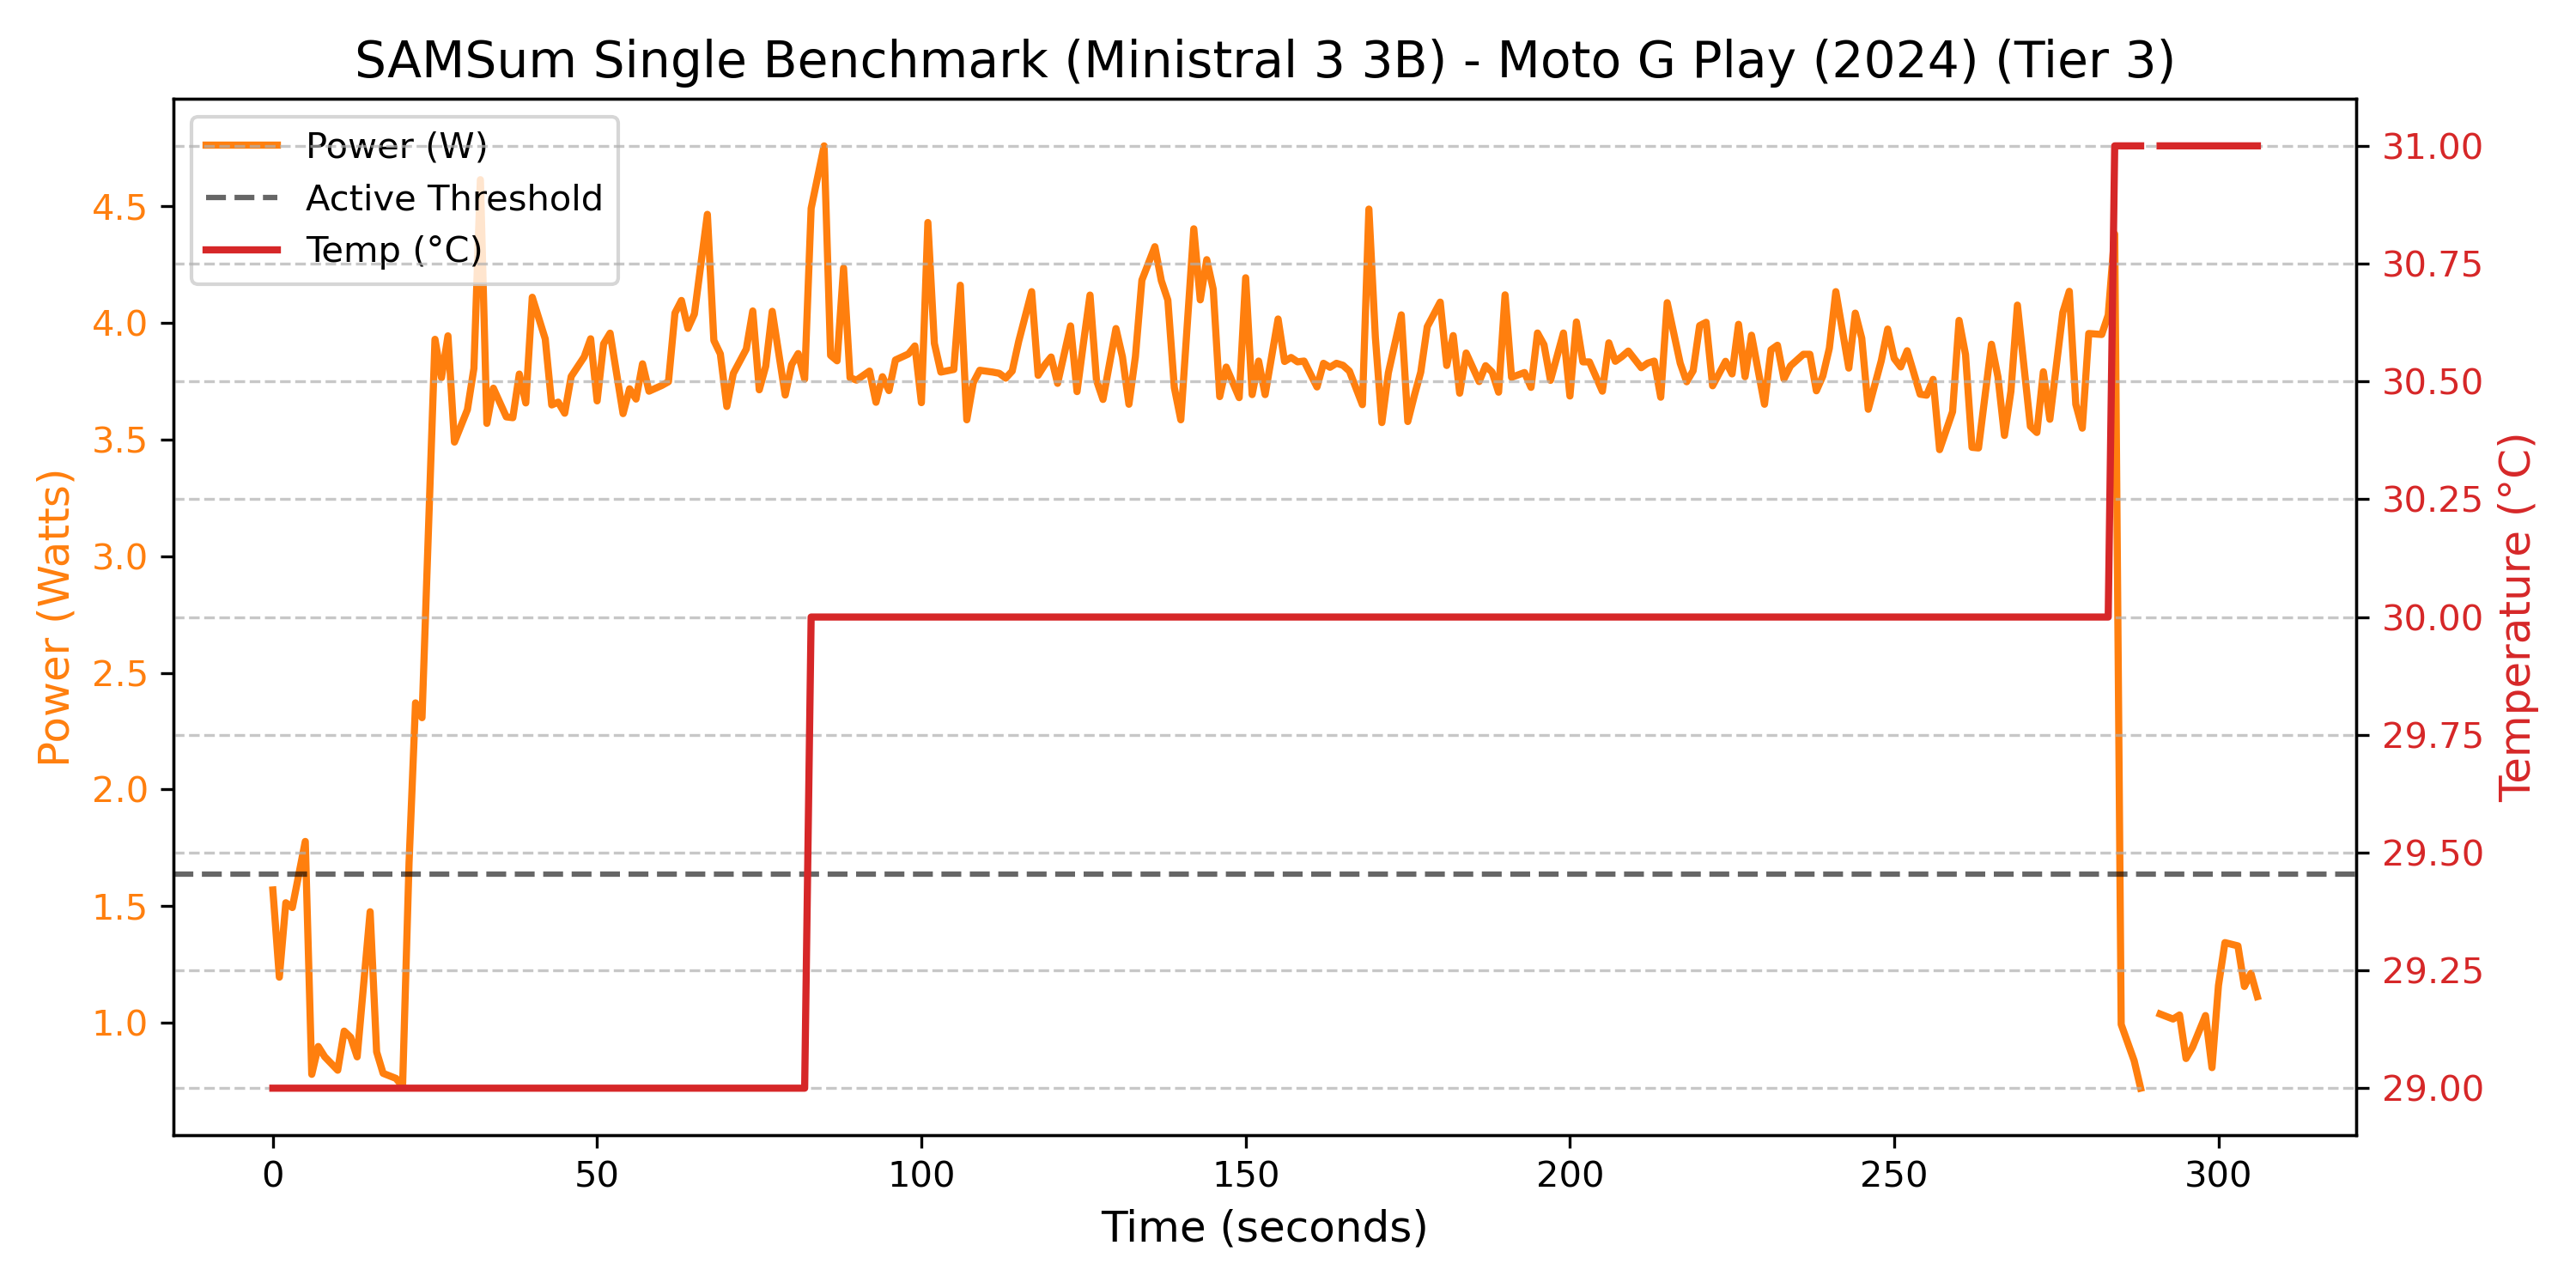 SAMSum Single Benchmark (Ministral 3 3B) - Moto G Play (2024) (Tier 3)
Power (W)
Active Threshold
Temp (°C)
Power (Watts)
4.5
4.0
3.5
3.0
2.5
2.0
1.5
1.0
31.00
30.75
30.50
30.25
30.00
29.75
29.50
29.25
29.00
Temperature (°C)
0 50 100 150 200 250 300
Time (seconds)